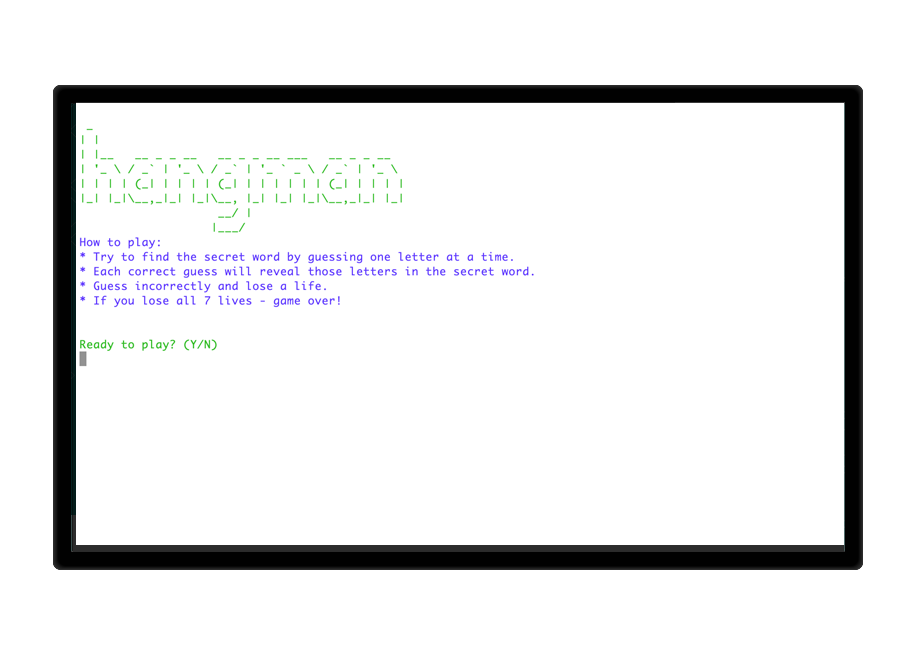 hangman
How to play:
* Try to find the secret word by guessing one letter at a time.
* Each correct guess will reveal those letters in the secret word.
* Guess incorrectly and lose a life.
* If you lose all 7 lives - game over!
Ready to play? (Y/N)